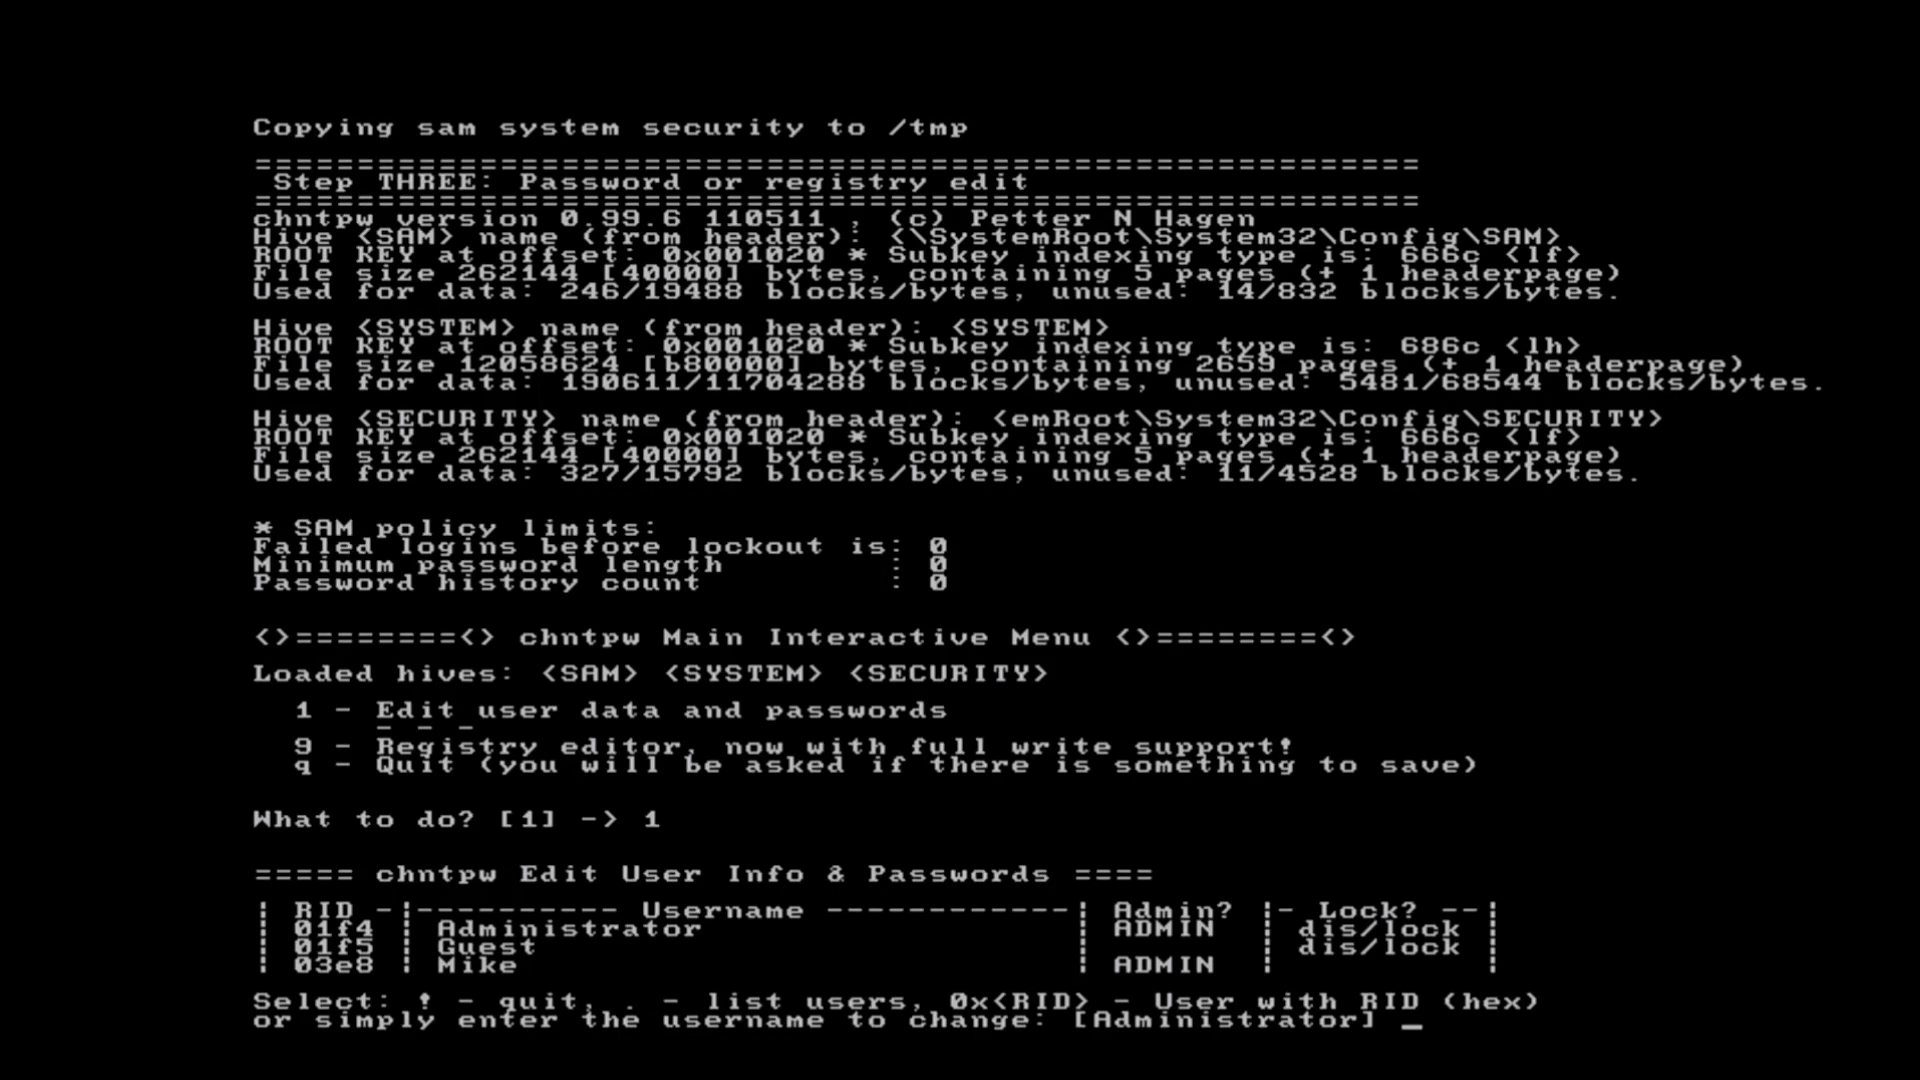 Copying sam system security to /tmp
=========================================================
 Step THREE: Password or registry edit
=========================================================
chntpw version 0.99.6 110511 , (c) Petter N Hagen
Hive <SAM> name (from header): <\SystemRoot\System32\Config\SAM>
ROOT KEY at offset: 0x001020 * Subkey indexing type is: 666c <lf>
File size 262144 [40000] bytes, containing 5 pages (+ 1 headerpage)
Used for data: 246/19488 blocks/bytes, unused: 14/832 blocks/bytes.
Hive <SYSTEM> name (from header): <SYSTEM>
ROOT KEY at offset: 0x001020 * Subkey indexing type is: 686c <lh>
File size 12058624 [b80000] bytes, containing 2659 pages (+ 1 headerpage)
Used for data: 190611/11704288 blocks/bytes, unused: 5481/68544 blocks/bytes.
Hive <SECURITY> name (from header): <emRoot\System32\Config\SECURITY>
ROOT KEY at offset: 0x001020 * Subkey indexing type is: 666c <lf>
File size 262144 [40000] bytes, containing 5 pages (+ 1 headerpage)
Used for data: 327/15792 blocks/bytes, unused: 11/4528 blocks/bytes.
* SAM policy limits:
Failed logins before lockout is: 0
Minimum password length        : 0
Password history count         : 0
<>========<> chntpw Main Interactive Menu <>========<>
Loaded hives: <SAM> <SYSTEM> <SECURITY>
  1 - Edit user data and passwords
      - - -
  9 - Registry editor, now with full write support!
  q - Quit (you will be asked if there is something to save)
What to do? [1] -> 1
===== chntpw Edit User Info & Passwords ====
| RID -|---------- Username ------------| Admin? |- Lock? --|
| 01f4 | Administrator                  | ADMIN  | dis/lock |
| 01f5 | Guest                          |        | dis/lock |
| 03e8 | Mike                           | ADMIN  |          |
Select: ! - quit, . - list users, 0x<RID> - User with RID (hex)
or simply enter the username to change: [Administrator] _